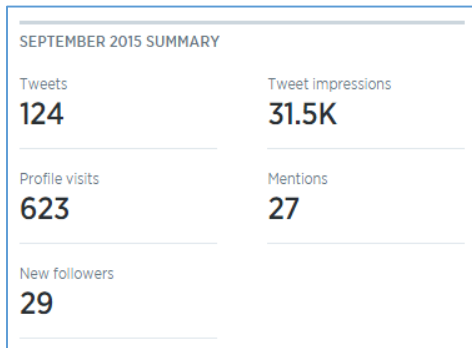 SEPTEMBER 2015 SUMMARY
Tweets
124
Tweet impressions
31.5K
Profile visits
623
Mentions
27
New followers
29